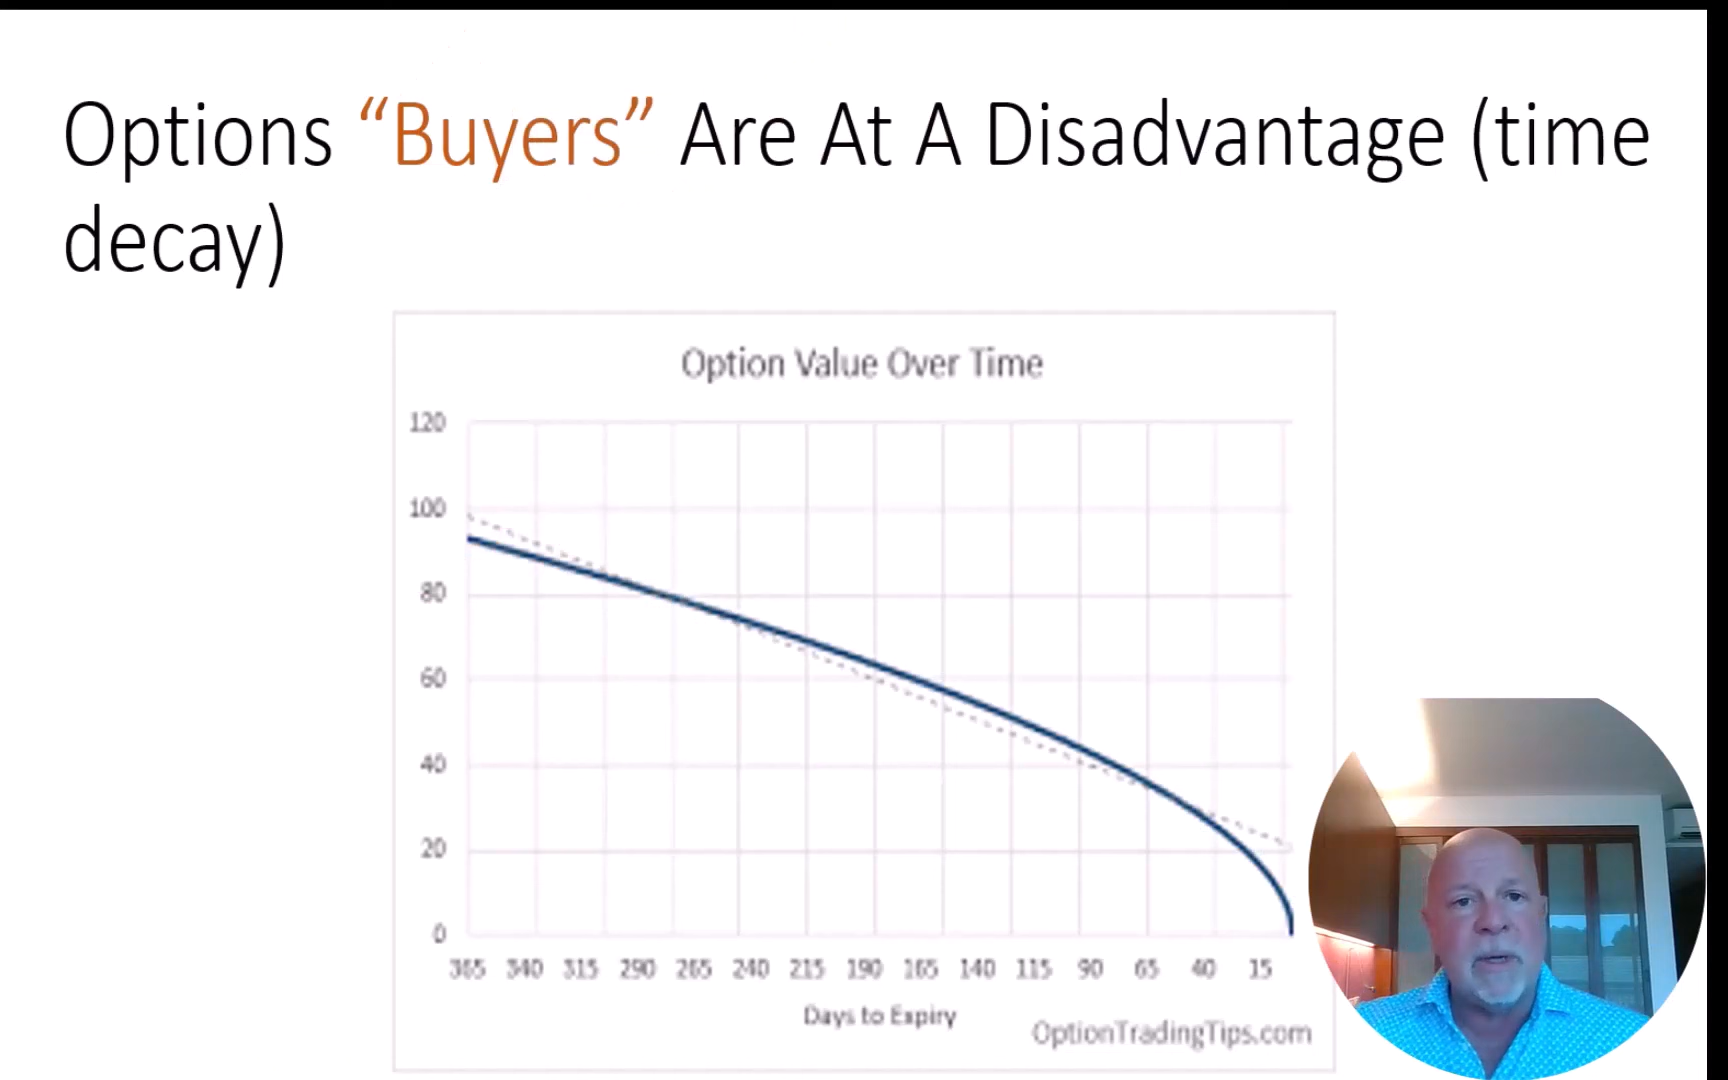 Options “Buyers” Are At A Disadvantage (time
decay)
Option Value Over Time
120
100
80
60
40
20
0
365 340 315 290 265 240 215 190 165 140 115 90 65 40 15
Days to Expiry
OptionTradingTips.com